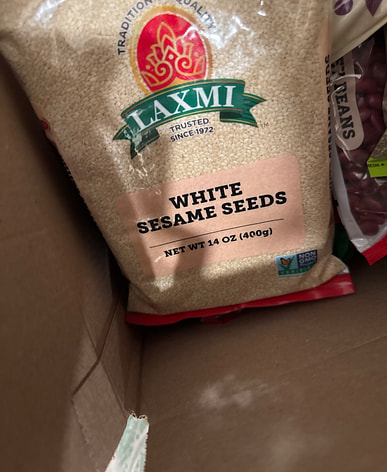 TRADITION QUALITY
LAXMI
TRUSTED
SINCE 1972
WHITE
SESAME SEEDS
NET WT 14 OZ (400g)
NON
GMO
BEANS